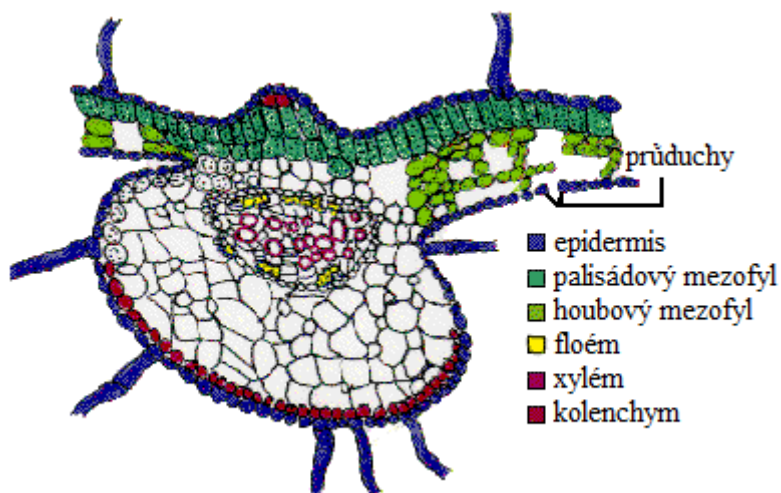 průduchy
epidermis
palisádový mezofyl
houbový mezofyl
floém
xylém
kolenchym